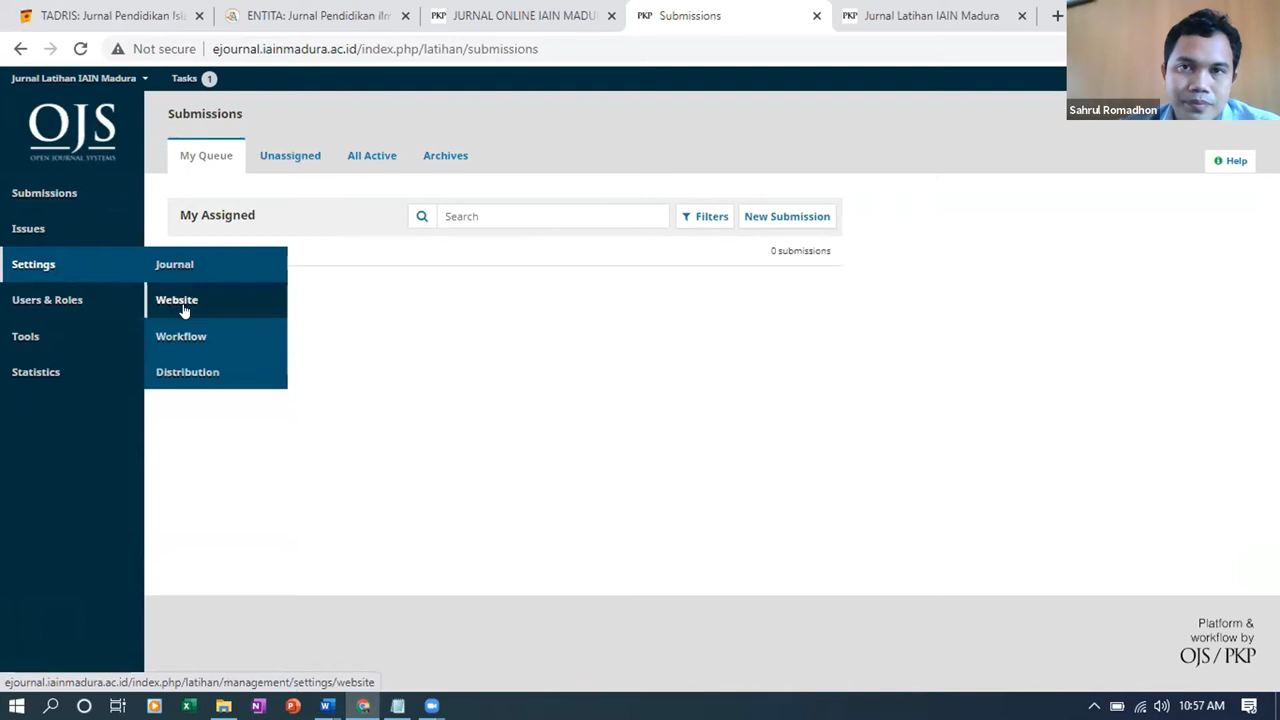 TADRIS: Jurnal Pendidikan Isla
ENTITA: Jurnal Pendidikan ilm
PKP JURNAL ONLINE IAIN MADU
PKP Submissions
PKP Jurnal Latihan IAIN Madura
Not secure
ejournal.iainmadura.ac.id/index.php/latihan/submissions
Sahrul Romadhon
Jurnal Latihan IAIN Madura
Tasks 1
OJS
OPEN JOURNAL SYSTEMS
Submissions
My Queue
Unassigned
All Active
Archives
Help
My Assigned
Search
Filters
New Submission
0 submissions
Submissions
Issues
Settings
Users & Roles
Tools
Statistics
Journal
Website
Workflow
Distribution
Platform &
workflow by
OJS / PKP
ejournal.iainmadura.ac.id/index.php/latihan/management/settings/website
10:57 AM